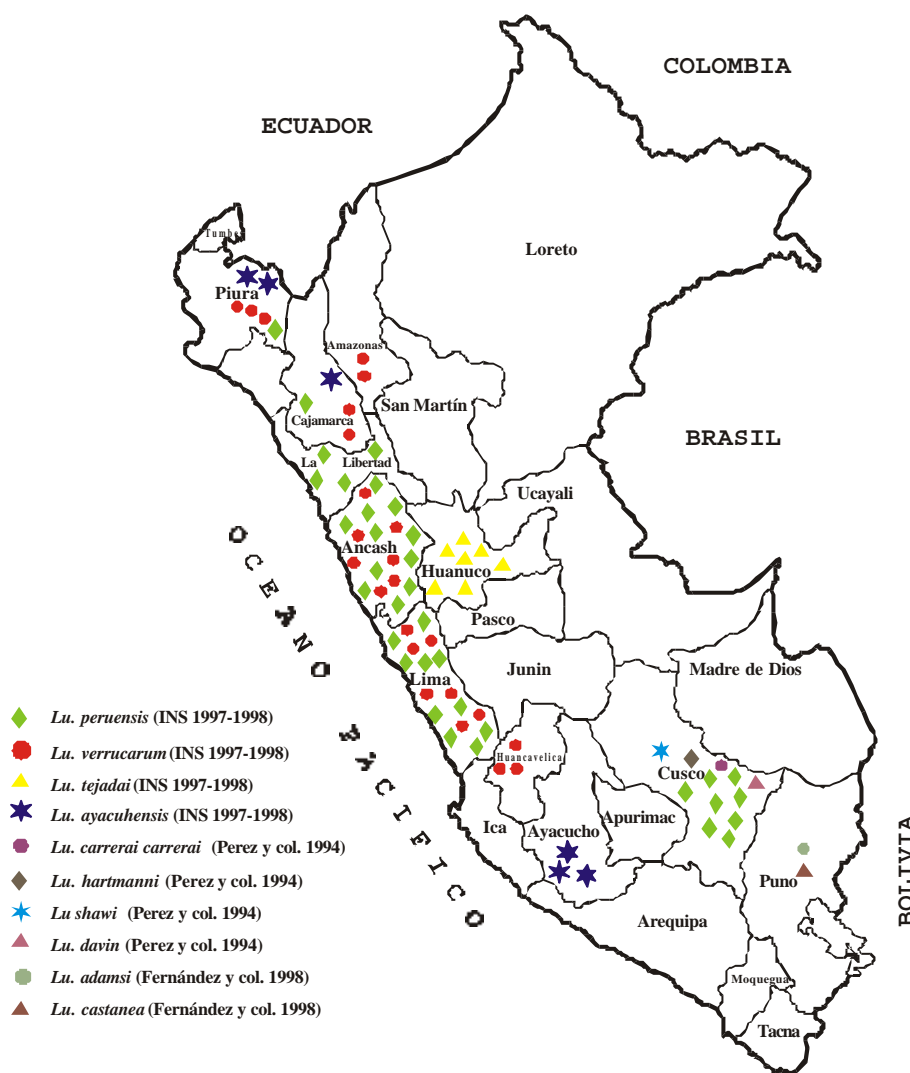 COLOMBIA
ECUADOR
Tumbe
Loreto
Piura
Amazonas
San Martín
Cajamarca
BRASIL
La Libertad
Ucayali
Ancash
Huanuco
Pasco
Junin
Madre de Dios
Lima
Huancavelica
Cusco
Ica
Ayacucho
Apurimac
Puno
Arequipa
BOLIVIA
Moquegua
Tacna
OCEANO PACIFICO
Lu. peruensis (INS 1997-1998)
Lu. verrucarum (INS 1997-1998)
Lu. tejadai (INS 1997-1998)
Lu. ayacuhensis (INS 1997-1998)
Lu. carrerai carrerai (Perez y col. 1994)
Lu. hartmanni (Perez y col. 1994)
Lu shawi (Perez y col. 1994)
Lu. davin (Perez y col. 1994)
Lu. adamsi (Fernández y col. 1998)
Lu. castanea (Fernández y col. 1998)